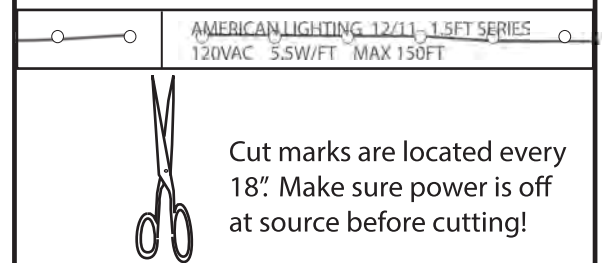 AMERICAN LIGHTING 12/11 1.5FT SERIES
120VAC 5.5W/FT MAX 150FT
Cut marks are located every
18”. Make sure power is off
at source before cutting!